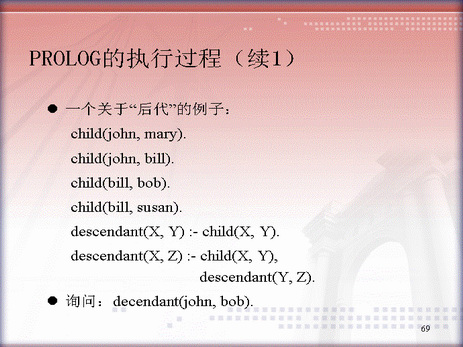 PROLOG的执行过程（续1）
● 一个关于“后代”的例子：
child(john, mary).
child(john, bill).
child(bill, bob).
child(bill, susan).
descendant(X, Y) :- child(X, Y).
descendant(X, Z) :- child(X, Y),
descendant(Y, Z).
● 询问：decendant(john, bob).
69